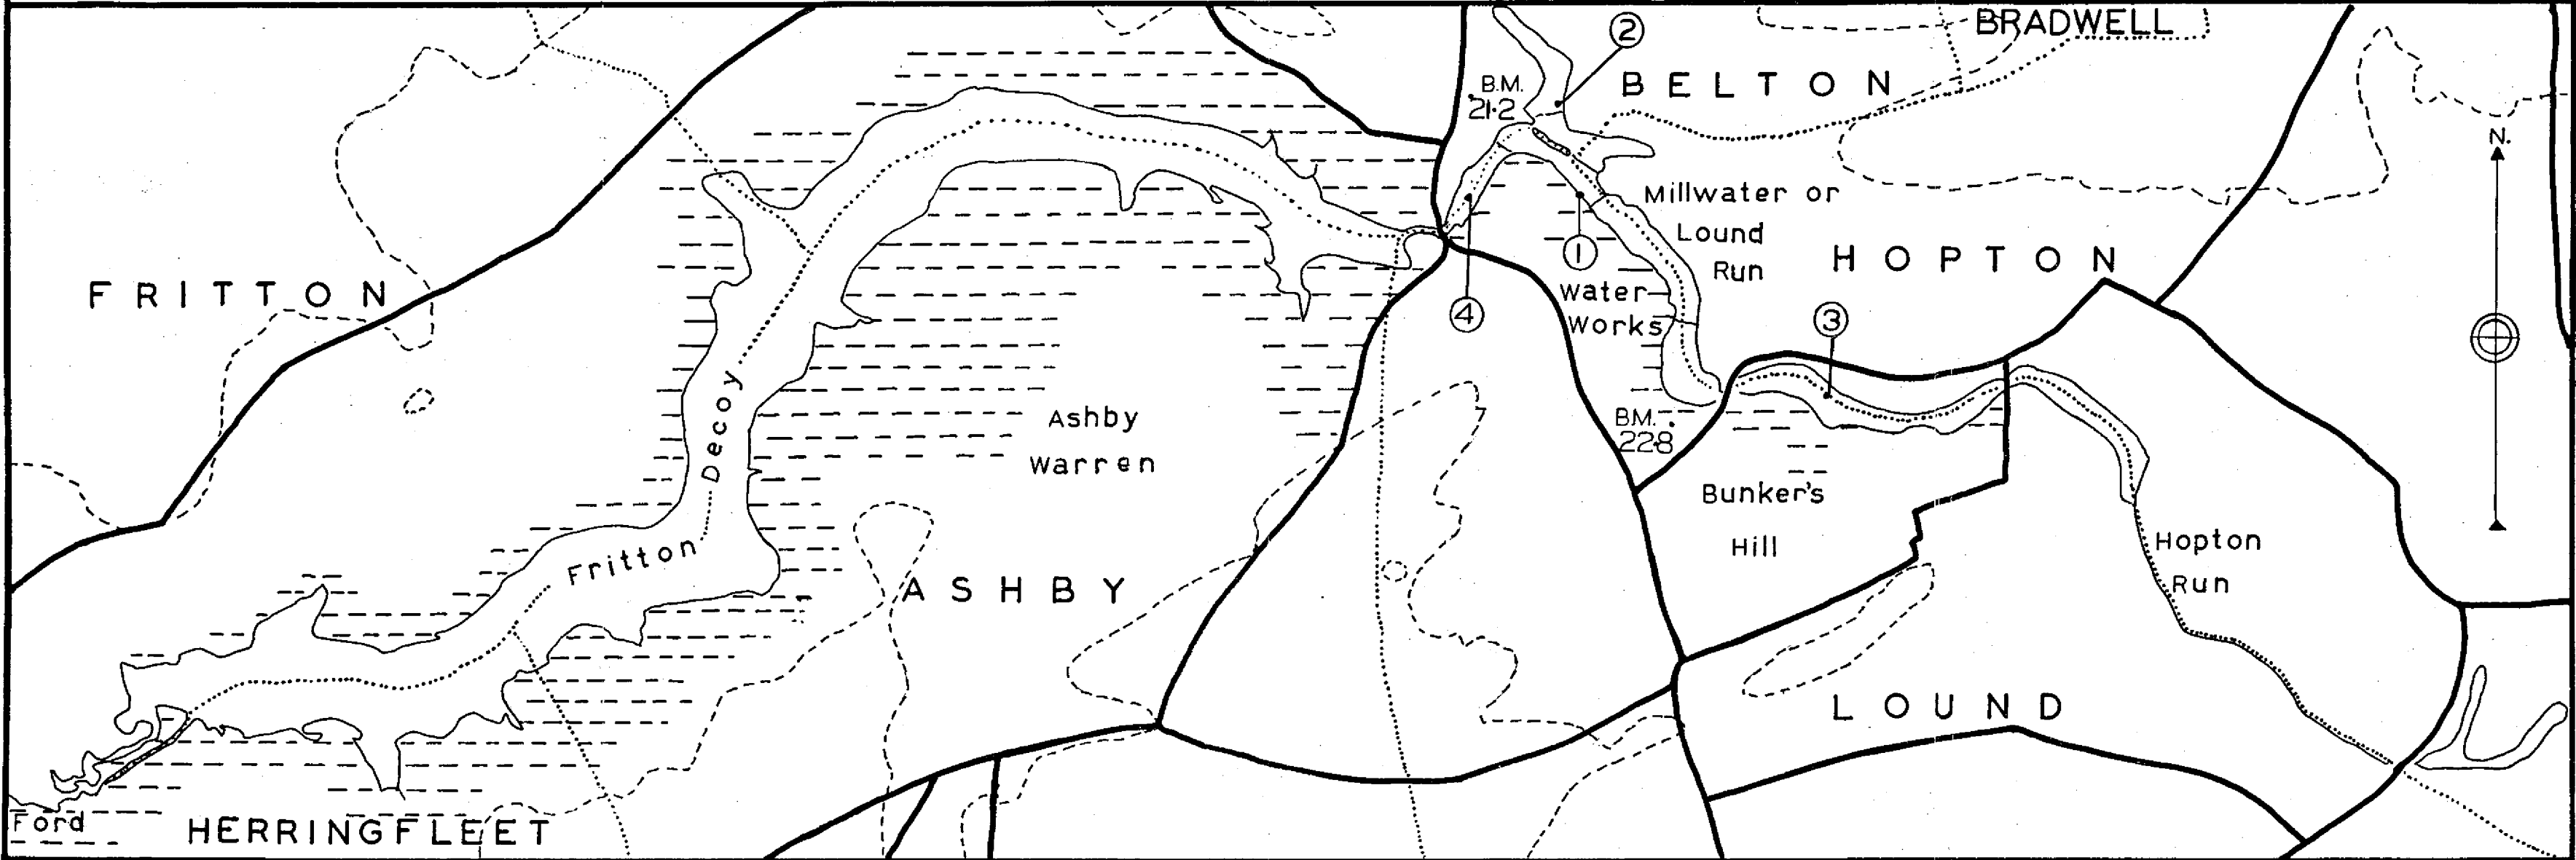 BRADWELL
②
BELTON
B.M.
21·2
N.
Millwater or
Lound
Run
①
HOPTON
FRITTON
Water
Works
④
③
Decoy
Ashby
Warren
B.M.
22·8
Bunker's
Hill
Hopton
Run
Fritton
ASHBY
LOUND
Ford
HERRINGFLEET